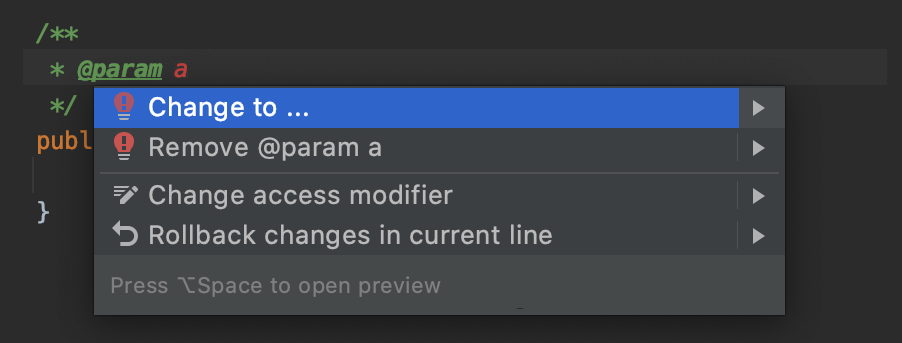 /**
* @param a
*/
Change to ...
publ
Remove @param a
Change access modifier
}
Rollback changes in current line
Press ⌥Space to open preview